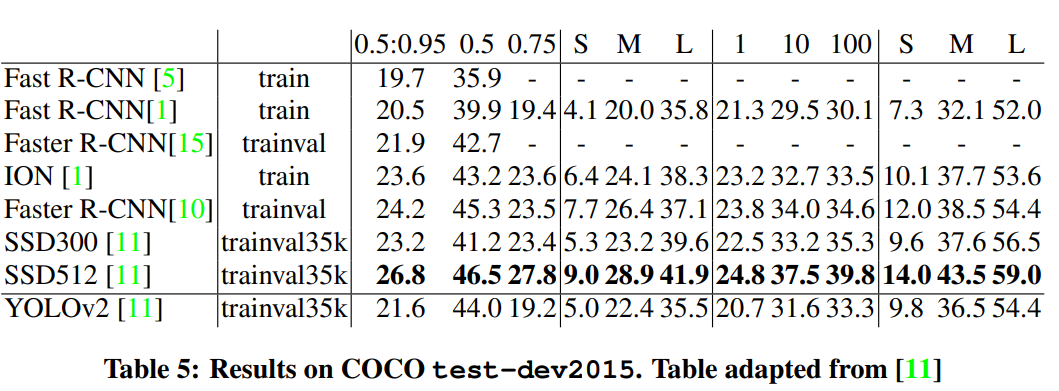 0.5:0.95 0.5 0.75 S M L 1 10 100 S M L
Fast R-CNN [5] train 19.7 35.9 - - - - - - - - - -
Fast R-CNN[1] train 20.5 39.9 19.4 4.1 20.0 35.8 21.3 29.5 30.1 7.3 32.1 52.0
Faster R-CNN[15] trainval 21.9 42.7 - - - - - - - - - -
ION [1] train 23.6 43.2 23.6 6.4 24.1 38.3 23.2 32.7 33.5 10.1 37.7 53.6
Faster R-CNN[10] trainval 24.2 45.3 23.5 7.7 26.4 37.1 23.8 34.0 34.6 12.0 38.5 54.4
SSD300 [11] trainval35k 23.2 41.2 23.4 5.3 23.2 39.6 22.5 33.2 35.3 9.6 37.6 56.5
SSD512 [11] trainval35k 26.8 46.5 27.8 9.0 28.9 41.9 24.8 37.5 39.8 14.0 43.5 59.0
YOLOv2 [11] trainval35k 21.6 44.0 19.2 5.0 22.4 35.5 20.7 31.6 33.3 9.8 36.5 54.4
Table 5: Results on COCO test-dev2015. Table adapted from [11]